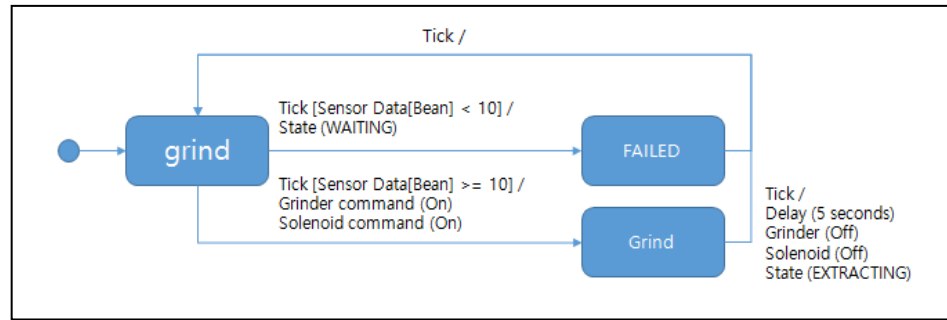 Tick /
Tick [Sensor Data[Bean] < 10] /
State (WAITING)
grind
FAILED
Tick [Sensor Data[Bean] >= 10] /
Grinder command (On)
Solenoid command (On)
Grind
Tick /
Delay (5 seconds)
Grinder (Off)
Solenoid (Off)
State (EXTRACTING)